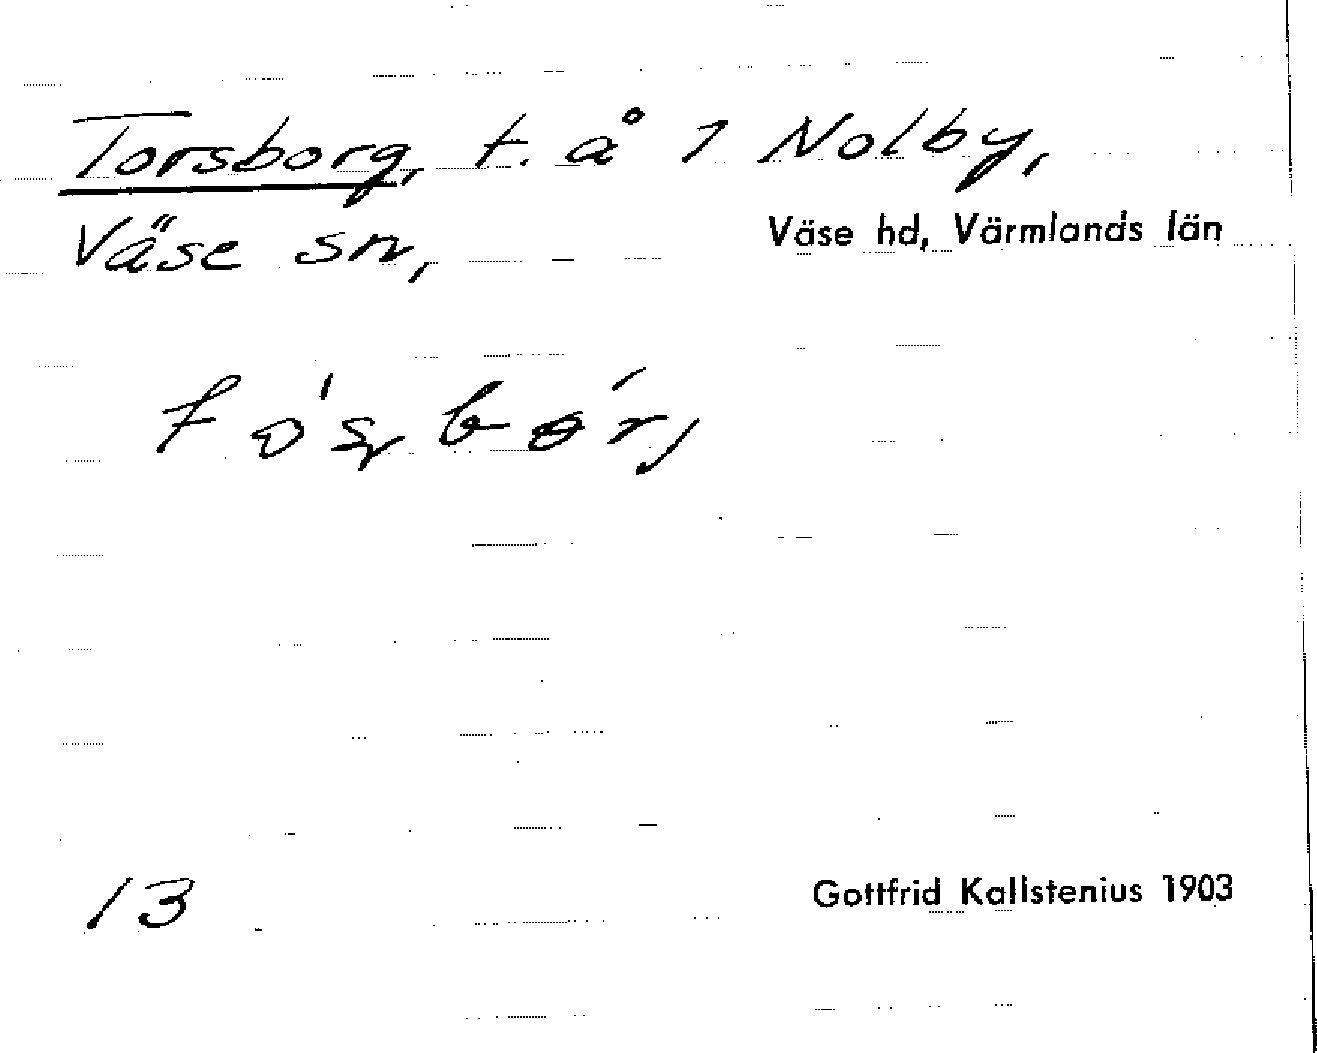 Torsborg, t. å 1 Nolby,
Väse sn, Väse hd, Värmlands län
13 Gottfrid Kallstenius 1903